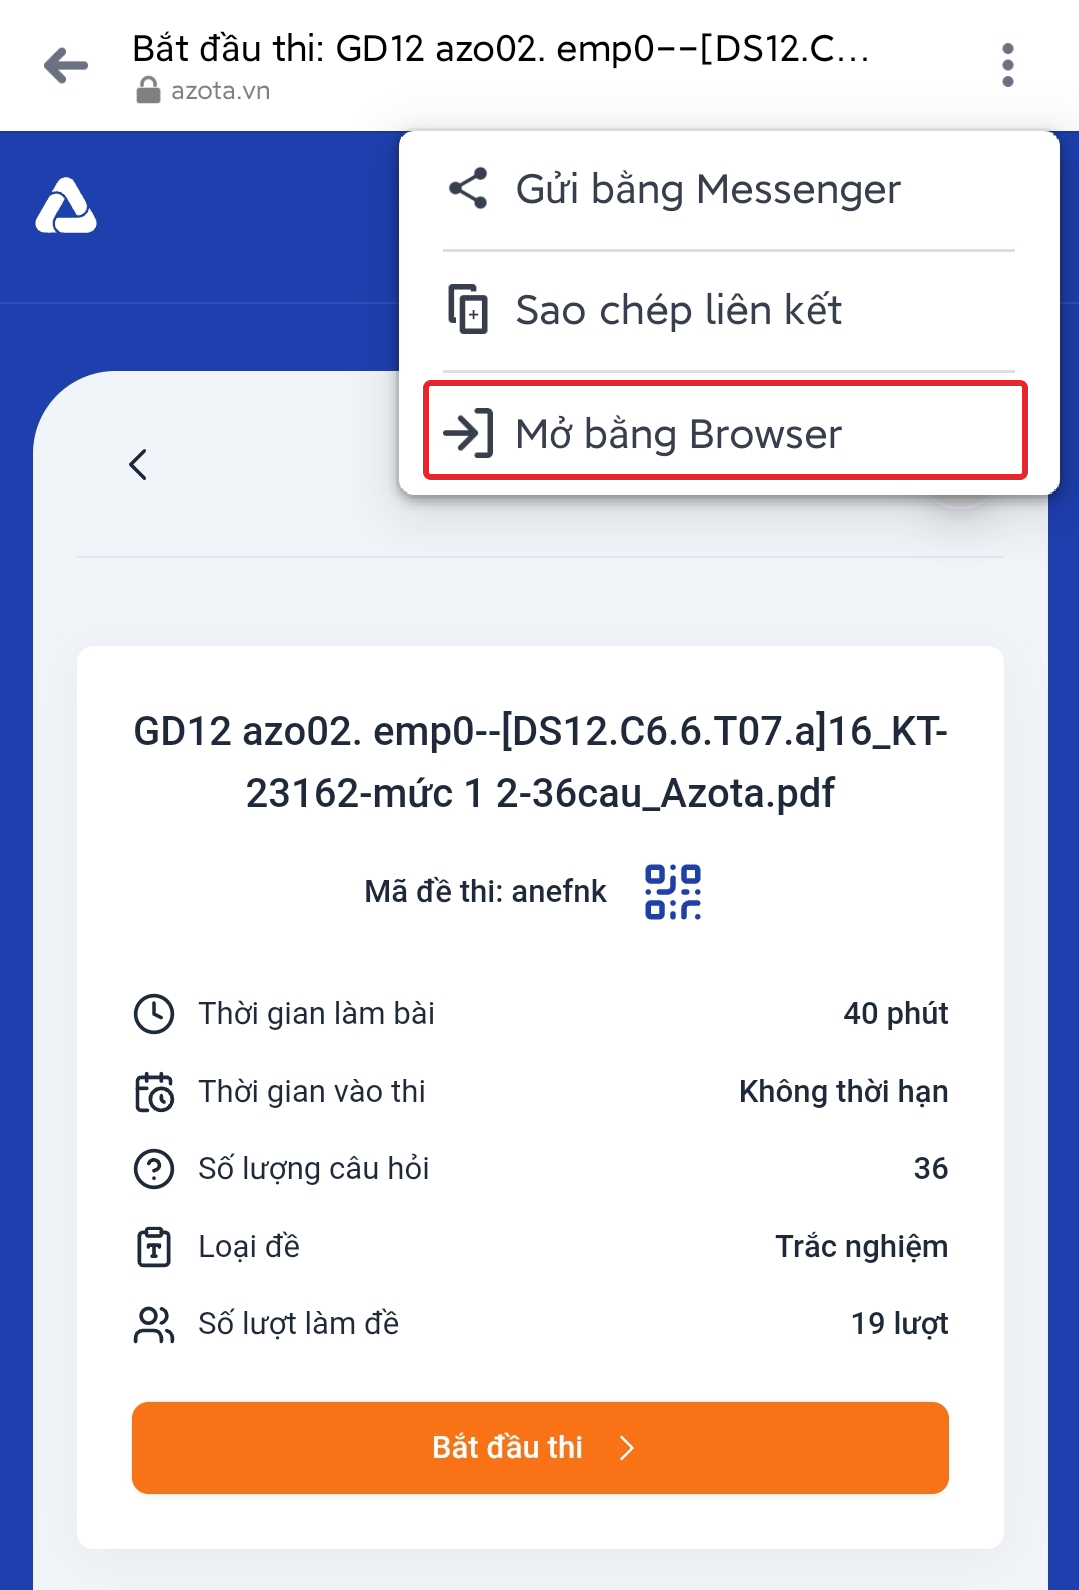 Bắt đầu thi: GD12 azo02. emp0--[DS12.C...
azota.vn
Gửi bằng Messenger
Sao chép liên kết
Mở bằng Browser
GD12 azo02. emp0--[DS12.C6.6.T07.a]16_KT-
23162-mức 1 2-36cau_Azota.pdf
Mã đề thi: anefnk
Thời gian làm bài 40 phút
Thời gian vào thi Không thời hạn
Số lượng câu hỏi 36
Loại đề Trắc nghiệm
Số lượt làm đề 19 lượt
Bắt đầu thi